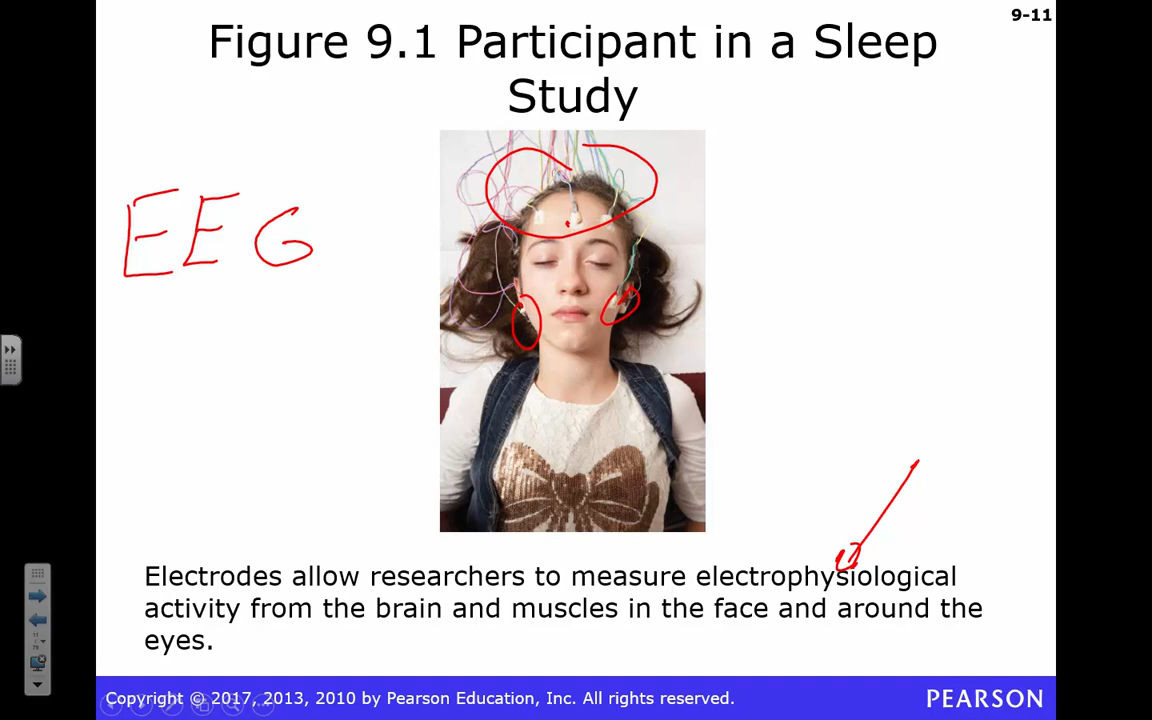 9-11
Figure 9.1 Participant in a Sleep
Study
EEG
Electrodes allow researchers to measure electrophysiological
activity from the brain and muscles in the face and around the
eyes.
11
/
79
Copyright © 2017, 2013, 2010 by Pearson Education, Inc. All rights reserved.
PEARSON